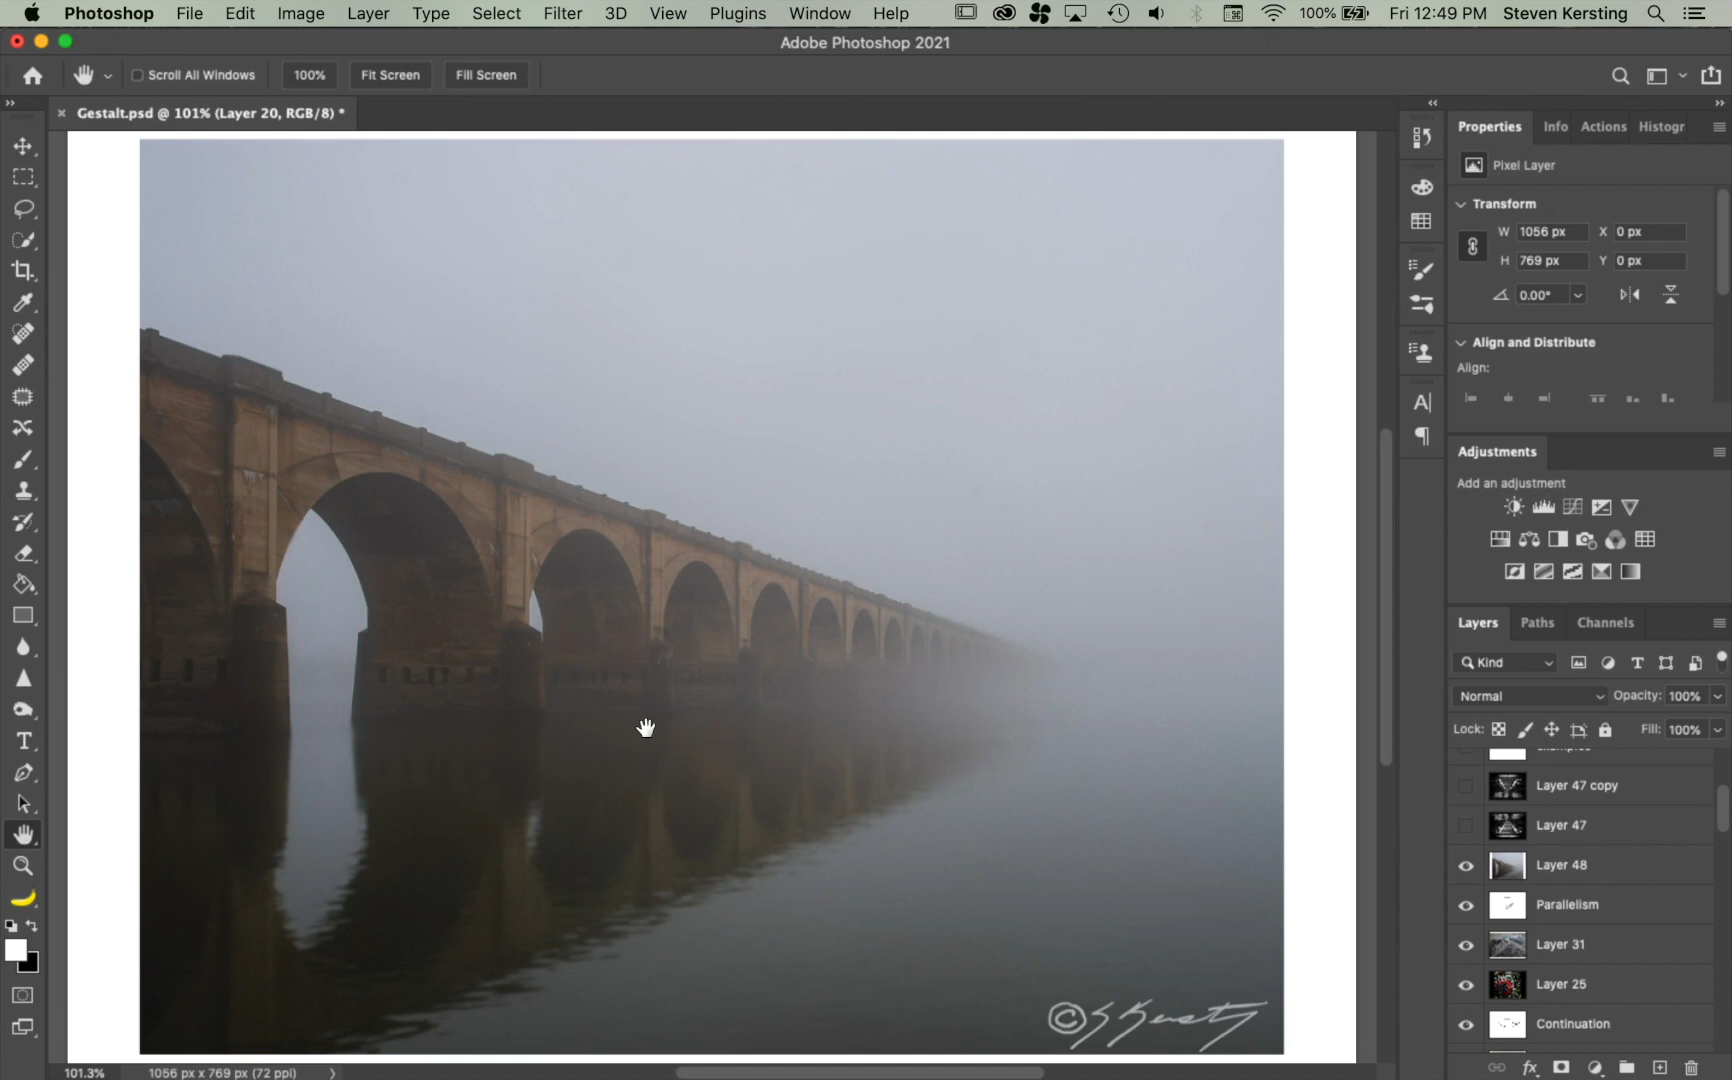 Photoshop File Edit Image Layer Type Select Filter 3D View Plugins Window Help 100% Fri 12:49 PM Steven Kersting
Adobe Photoshop 2021
Scroll All Windows 100% Fit Screen Fill Screen
Gestalt.psd @ 101% (Layer 20, RGB/8) *
Properties Info Actions Histogr
Pixel Layer
Transform
W 1056 px X 0 px
H 769 px Y 0 px
0.00°
Align and Distribute
Align:
Adjustments
Add an adjustment
Layers Paths Channels
Kind
Normal Opacity: 100%
Lock: Fill: 100%
Layer 47 copy
Layer 47
Layer 48
Parallelism
Layer 31
Layer 25
Continuation
101.3% 1056 px x 769 px (72 ppi)